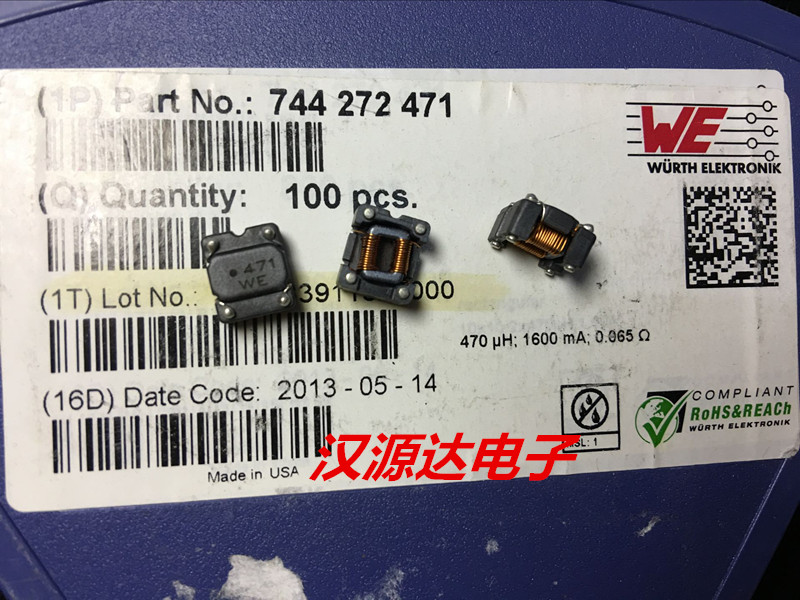 (1P) Part No.: 744 272 471
WE
WÜRTH ELEKTRONIK
(Q) Quantity: 100 pcs.
471
WE
(1T) Lot No.:
000
470 µH; 1600 mA; 0.065 Ω
(16D) Date Code: 2013 - 05 - 14
MSL: 1
COMPLIANT
RoHS&REACh
WÜRTH ELEKTRONIK
Made in USA
汉源达电子